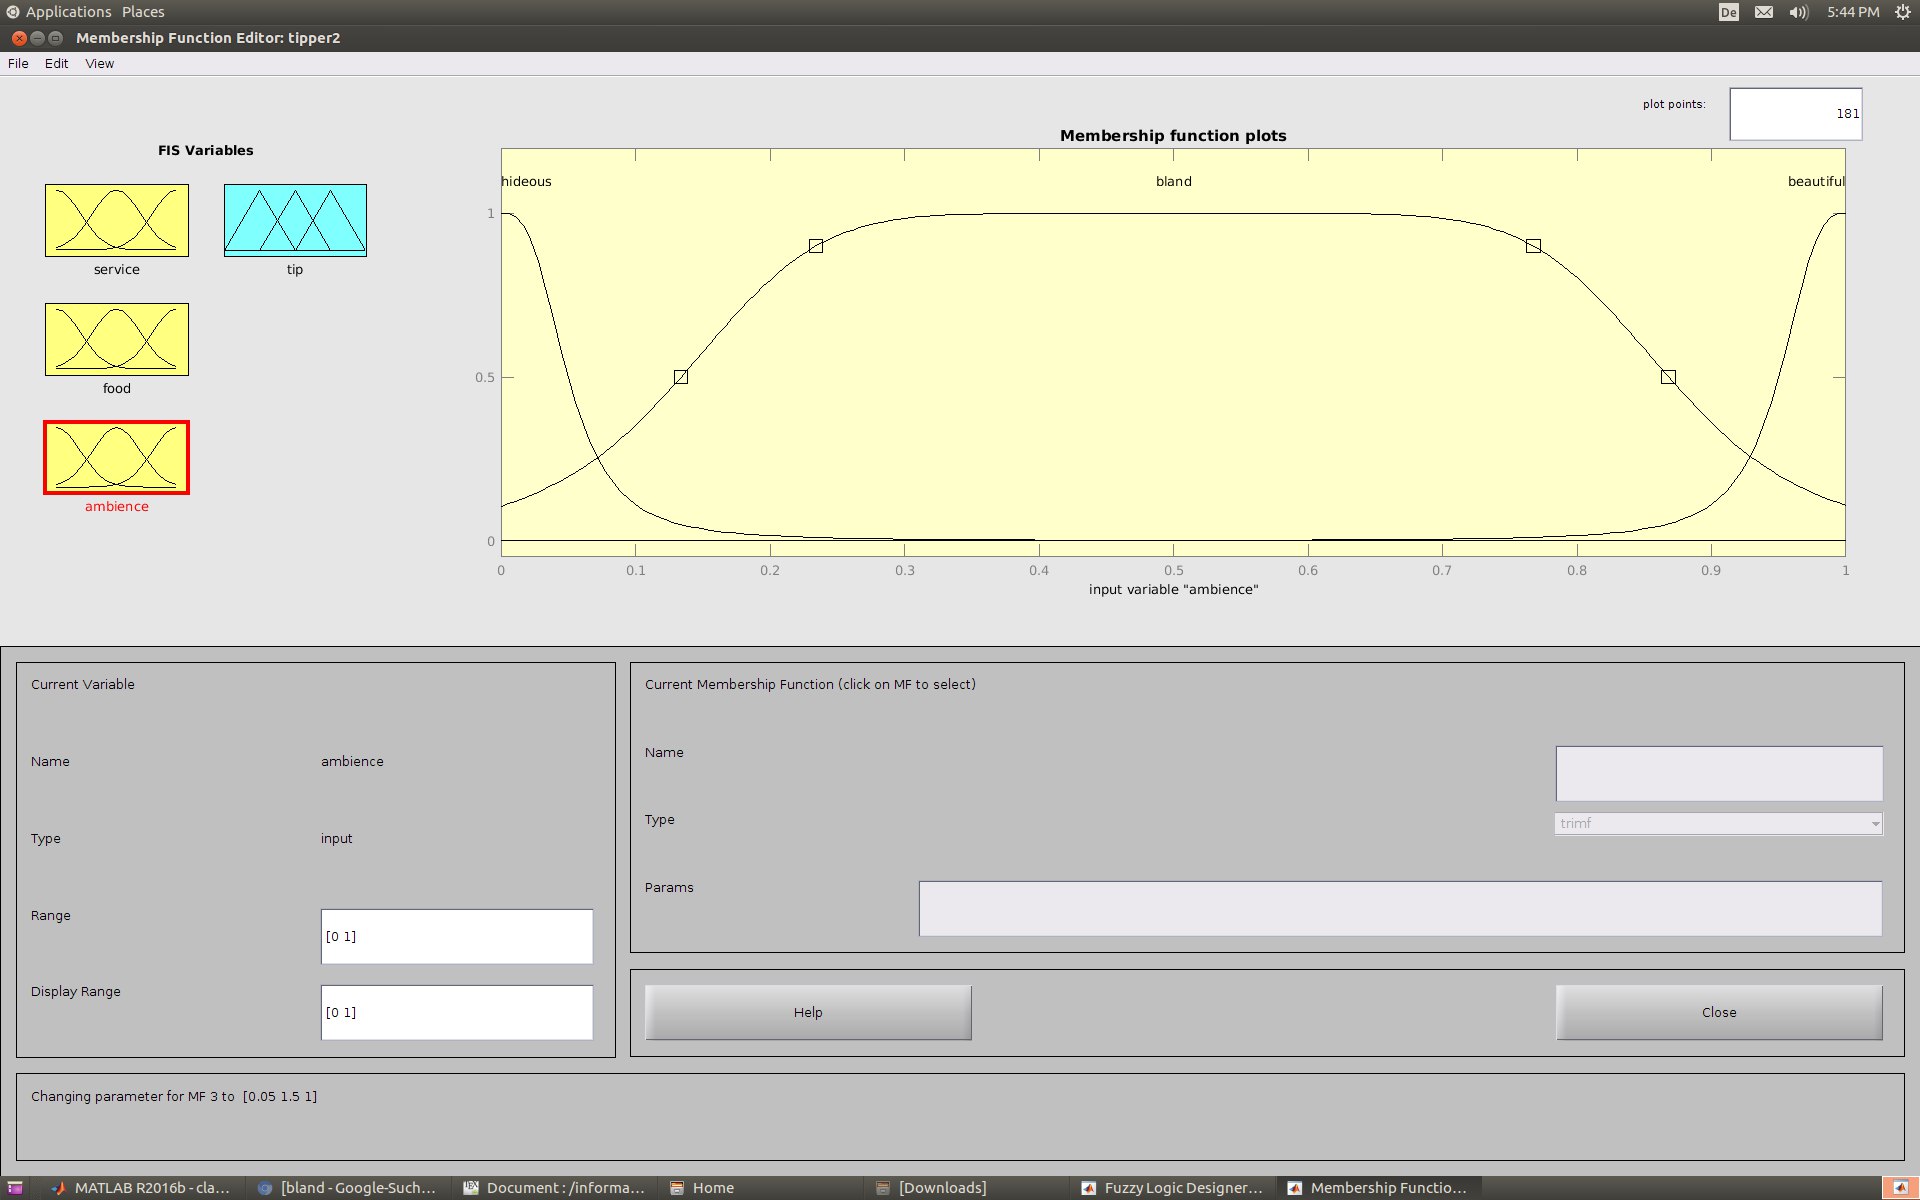 Applications Places
De
5:44 PM
Membership Function Editor: tipper2
File Edit View
plot points:
181
FIS Variables
Membership function plots
service
tip
food
ambience
hideous
bland
beautiful
1
0.5
0
0 0.1 0.2 0.3 0.4 0.5 0.6 0.7 0.8 0.9 1
input variable "ambience"
Current Variable
Name ambience
Type input
Range [0 1]
Display Range [0 1]
Current Membership Function (click on MF to select)
Name
Type trimf
Params
Help
Close
Changing parameter for MF 3 to  [0.05 1.5 1]
MATLAB R2016b - cla...
[bland - Google-Such...
Document : /informa...
Home
[Downloads]
Fuzzy Logic Designer...
Membership Functio...